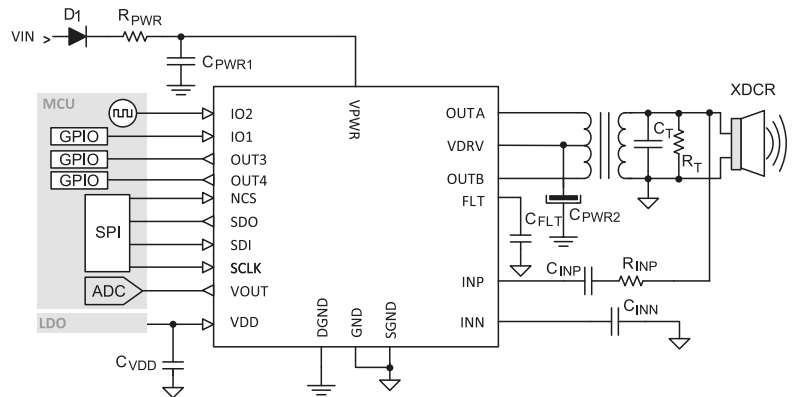 VIN
D1
RPWR
CPWR1
MCU
GPIO
GPIO
GPIO
SPI
ADC
LDO
CVDD
IO2
IO1
OUT3
OUT4
NCS
SDO
SDI
SCLK
VOUT
VDD
VPWR
DGND
GND
SGND
OUTA
VDRV
OUTB
FLT
INP
INN
CFLT
CPWR2
CT
RT
XDCR
CINP
RINP
CINN